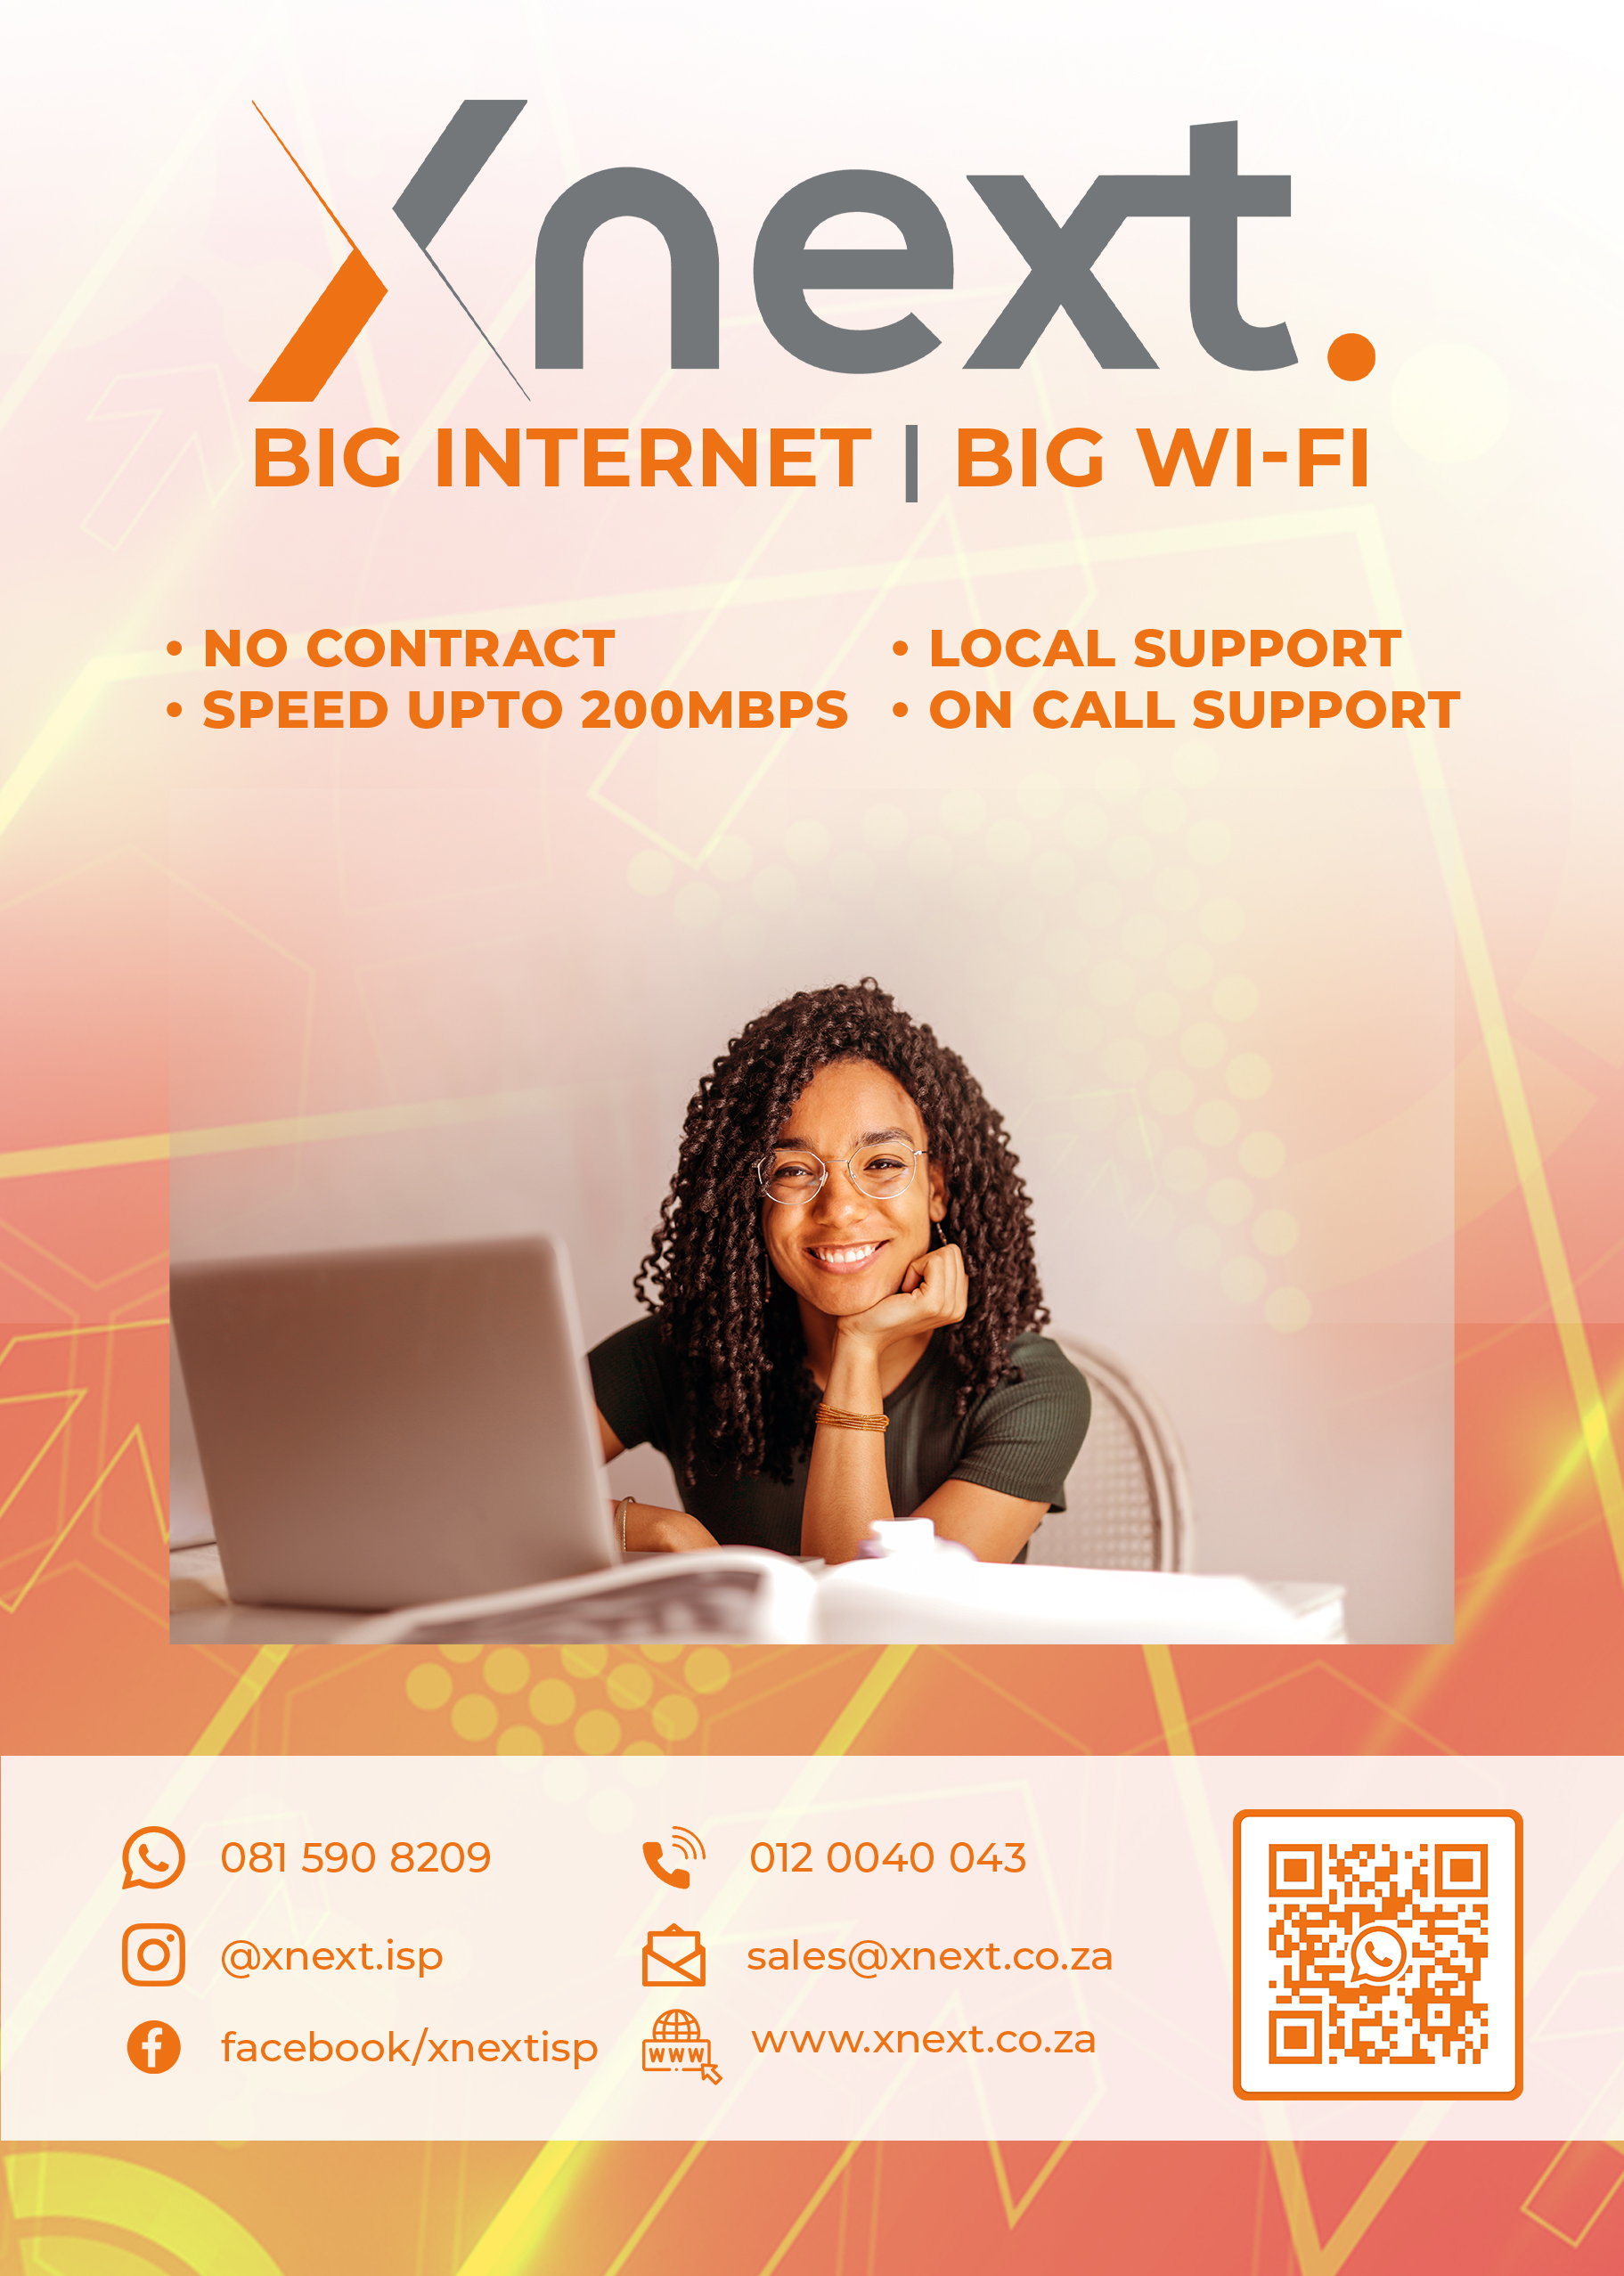 Xnext.
BIG INTERNET | BIG WI-FI
• NO CONTRACT
• SPEED UPTO 200MBPS
• LOCAL SUPPORT
• ON CALL SUPPORT
081 590 8209
@xnext.isp
facebook/xnextisp
012 0040 043
sales@xnext.co.za
WWW
www.xnext.co.za